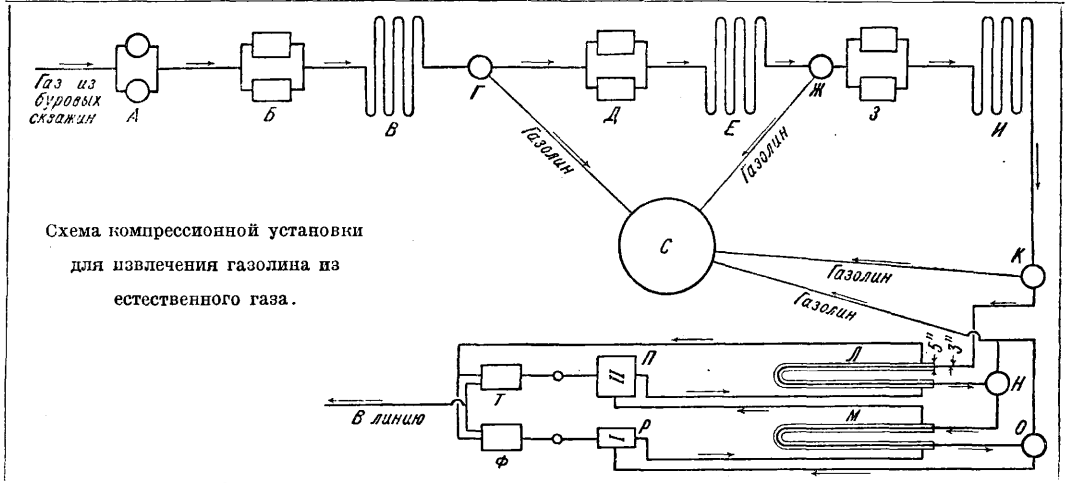 Газ из
буровых
скважин
А
Б
В
Г
Д
Е
Ж
З
И
Газолин
Газолин
С
К
Газолин
Газолин
Схема компрессионной установки
для извлечения газолина из
естественного газа.
5"
3"
Л
Н
М
О
П
II
Т
В линию
Р
I
Ф